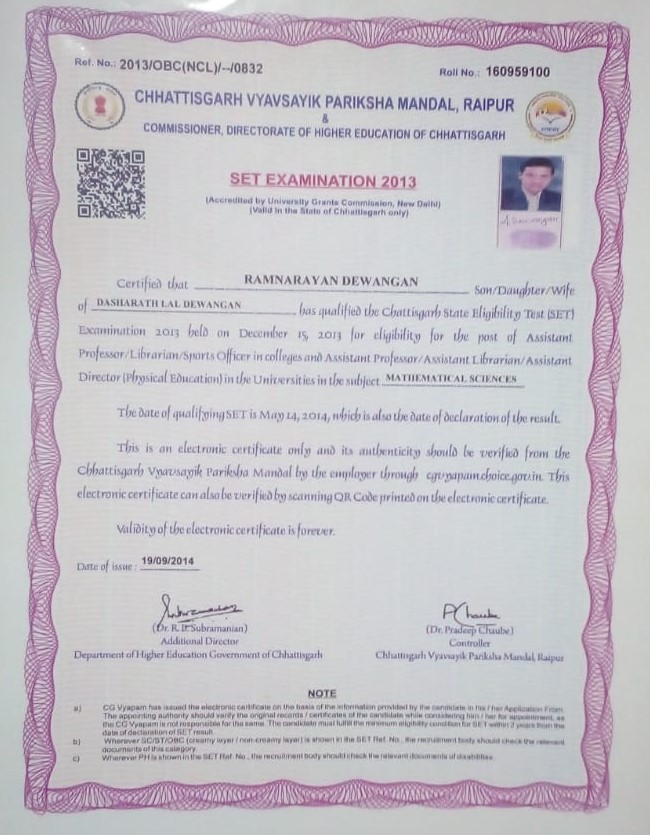 Ref. No.: 2013/OBC(NCL)/--/0832
Roll No.: 160959100
CHHATTISGARH VYAVSAYIK PARIKSHA MANDAL, RAIPUR
&
COMMISSIONER, DIRECTORATE OF HIGHER EDUCATION OF CHHATTISGARH
SET EXAMINATION 2013
(Accredited by University Grants Commission, New Delhi)
(Valid in the State of Chhattisgarh only)
Certified that RAMNARAYAN DEWANGAN Son/Daughter/Wife
of DASHARATH LAL DEWANGAN has qualified the Chattisgarh State Eligibility Test (SET)
Examination 2013 held on December 15, 2013 for eligibility for the post of Assistant
Professor/Librarian/Sports Officer in colleges and Assistant Professor/Assistant Librarian/Assistant
Director (Physical Education) in the Universities in the subject MATHEMATICAL SCIENCES
The date of qualifying SET is May 14, 2014, which is also the date of declaration of the result.
This is an electronic certificate only and its authenticity should be verified from the
Chhattisgarh Vyavsayik Pariksha Mandal by the employer through cgvyapam.choice.gov.in. This
electronic certificate can also be verified by scanning QR Code printed on the electronic certificate.
Validity of the electronic certificate is forever.
Date of issue : 19/09/2014
(Dr. R. Subramanian)
Additional Director
Department of Higher Education Government of Chhattisgarh
PChaube
(Dr. Pradeep Chaube)
Controller
Chhattisgarh Vyavsayik Pariksha Mandal, Raipur
NOTE
a) CG Vyapam has issued the electronic certificate on the basis of the information provided by the candidate in his / her Application From.
The appointing authority should verify the original records / certificates of the candidate while considering him / her for appointment, as
the CG Vyapam is not responsible for the same. The candidate must fulfill the minimum eligibility condition for SET within 2 years from the
date of declaration of SET result.
b) Wherever SC/ST/OBC (creamy layer / non-creamy layer) is shown in the SET Ref. No., the recruitment body should check the relevant
documents of this category.
c) Wherever PH is shown in the SET Ref. No., the recruitment body should check the relevant documents of disabilities.